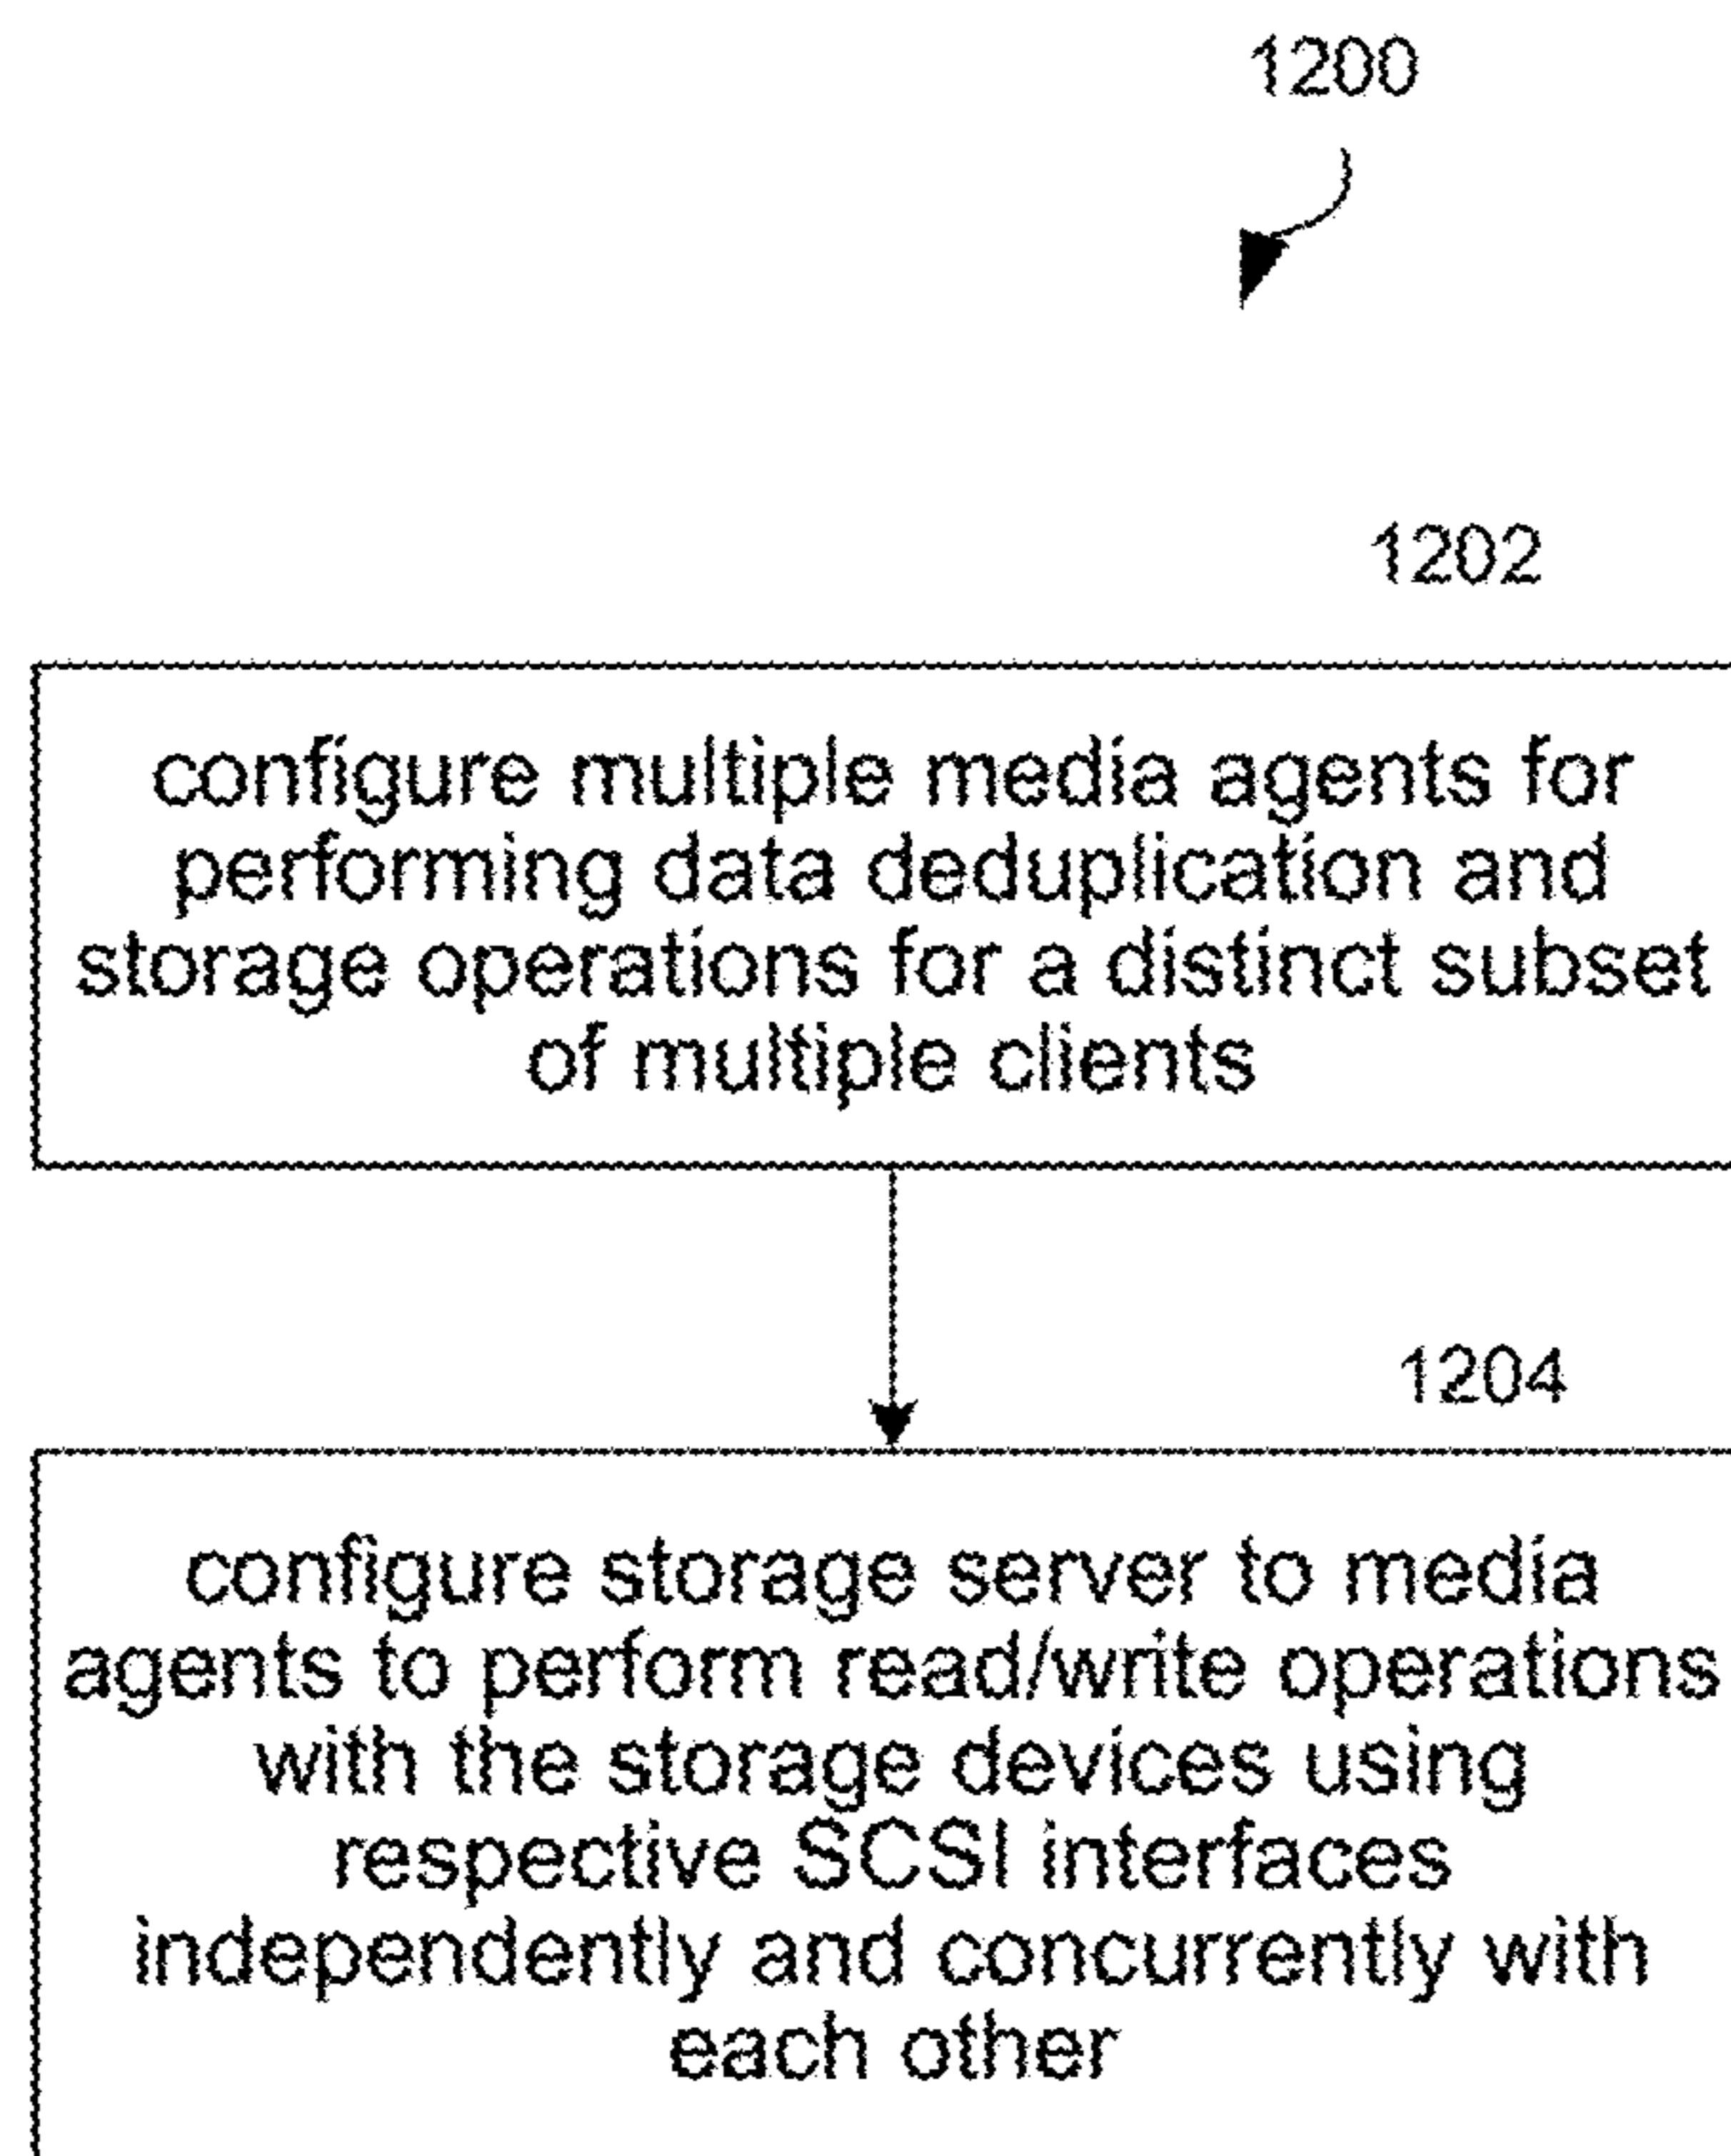 1200
1202
configure multiple media agents for
performing data deduplication and
storage operations for a distinct subset
of multiple clients
1204
configure storage server to media
agents to perform read/write operations
with the storage devices using
respective SCSI interfaces
independently and concurrently with
each other